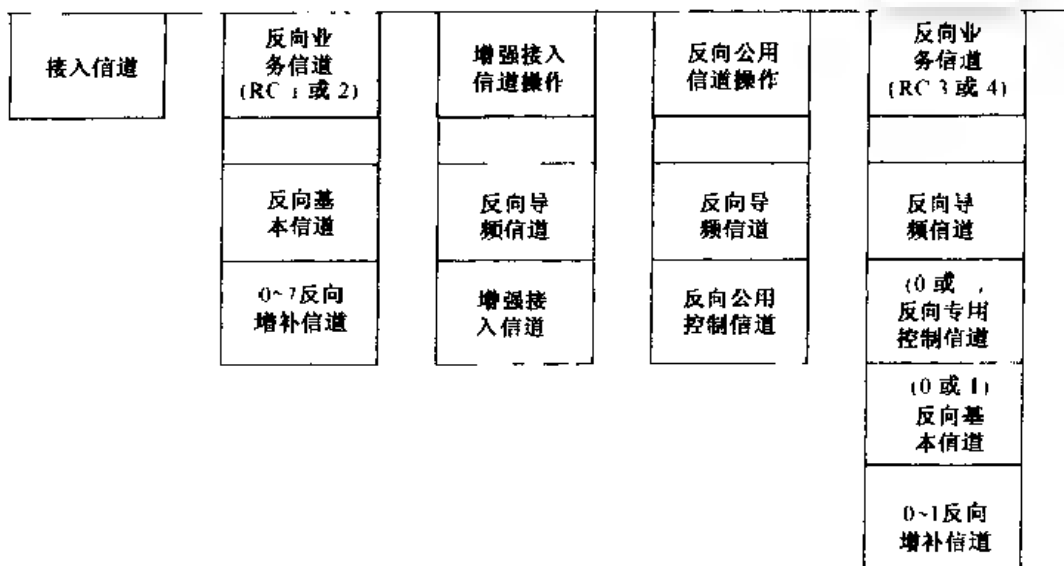 接入信道
反向业
务信道
(RC 1 或 2)
反向基
本信道
0~7反向
增补信道
增强接入
信道操作
反向导
频信道
增强接
入信道
反向公用
信道操作
反向导
频信道
反向公用
控制信道
反向业
务信道
(RC 3 或 4)
反向导
频信道
(0 或
反向专用
控制信道
(0 或 1)
反向基
本信道
0~1反向
增补信道